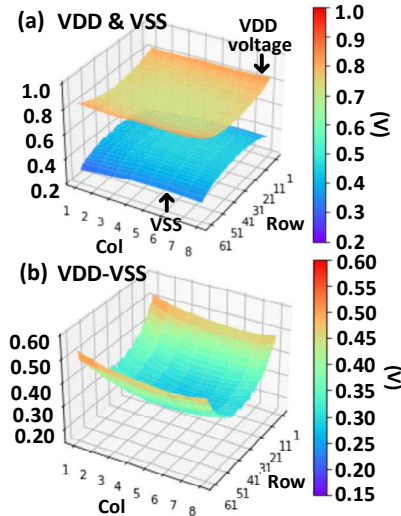 (a) VDD & VSS
VDD
voltage
1.0
0.8
0.6
0.4
0.2
1 2 3 4 5 6 7 8
Col
VSS
61 51 41 31 21 11 1
Row
1.0
0.9
0.8
0.7
0.6
0.5
0.4
0.3
0.2
(V)
(b) VDD-VSS
0.60
0.50
0.40
0.30
0.20
1 2 3 4 5 6 7 8
Col
61 51 41 31 21 11 1
Row
0.60
0.55
0.50
0.45
0.40
0.35
0.30
0.25
0.20
0.15
(V)